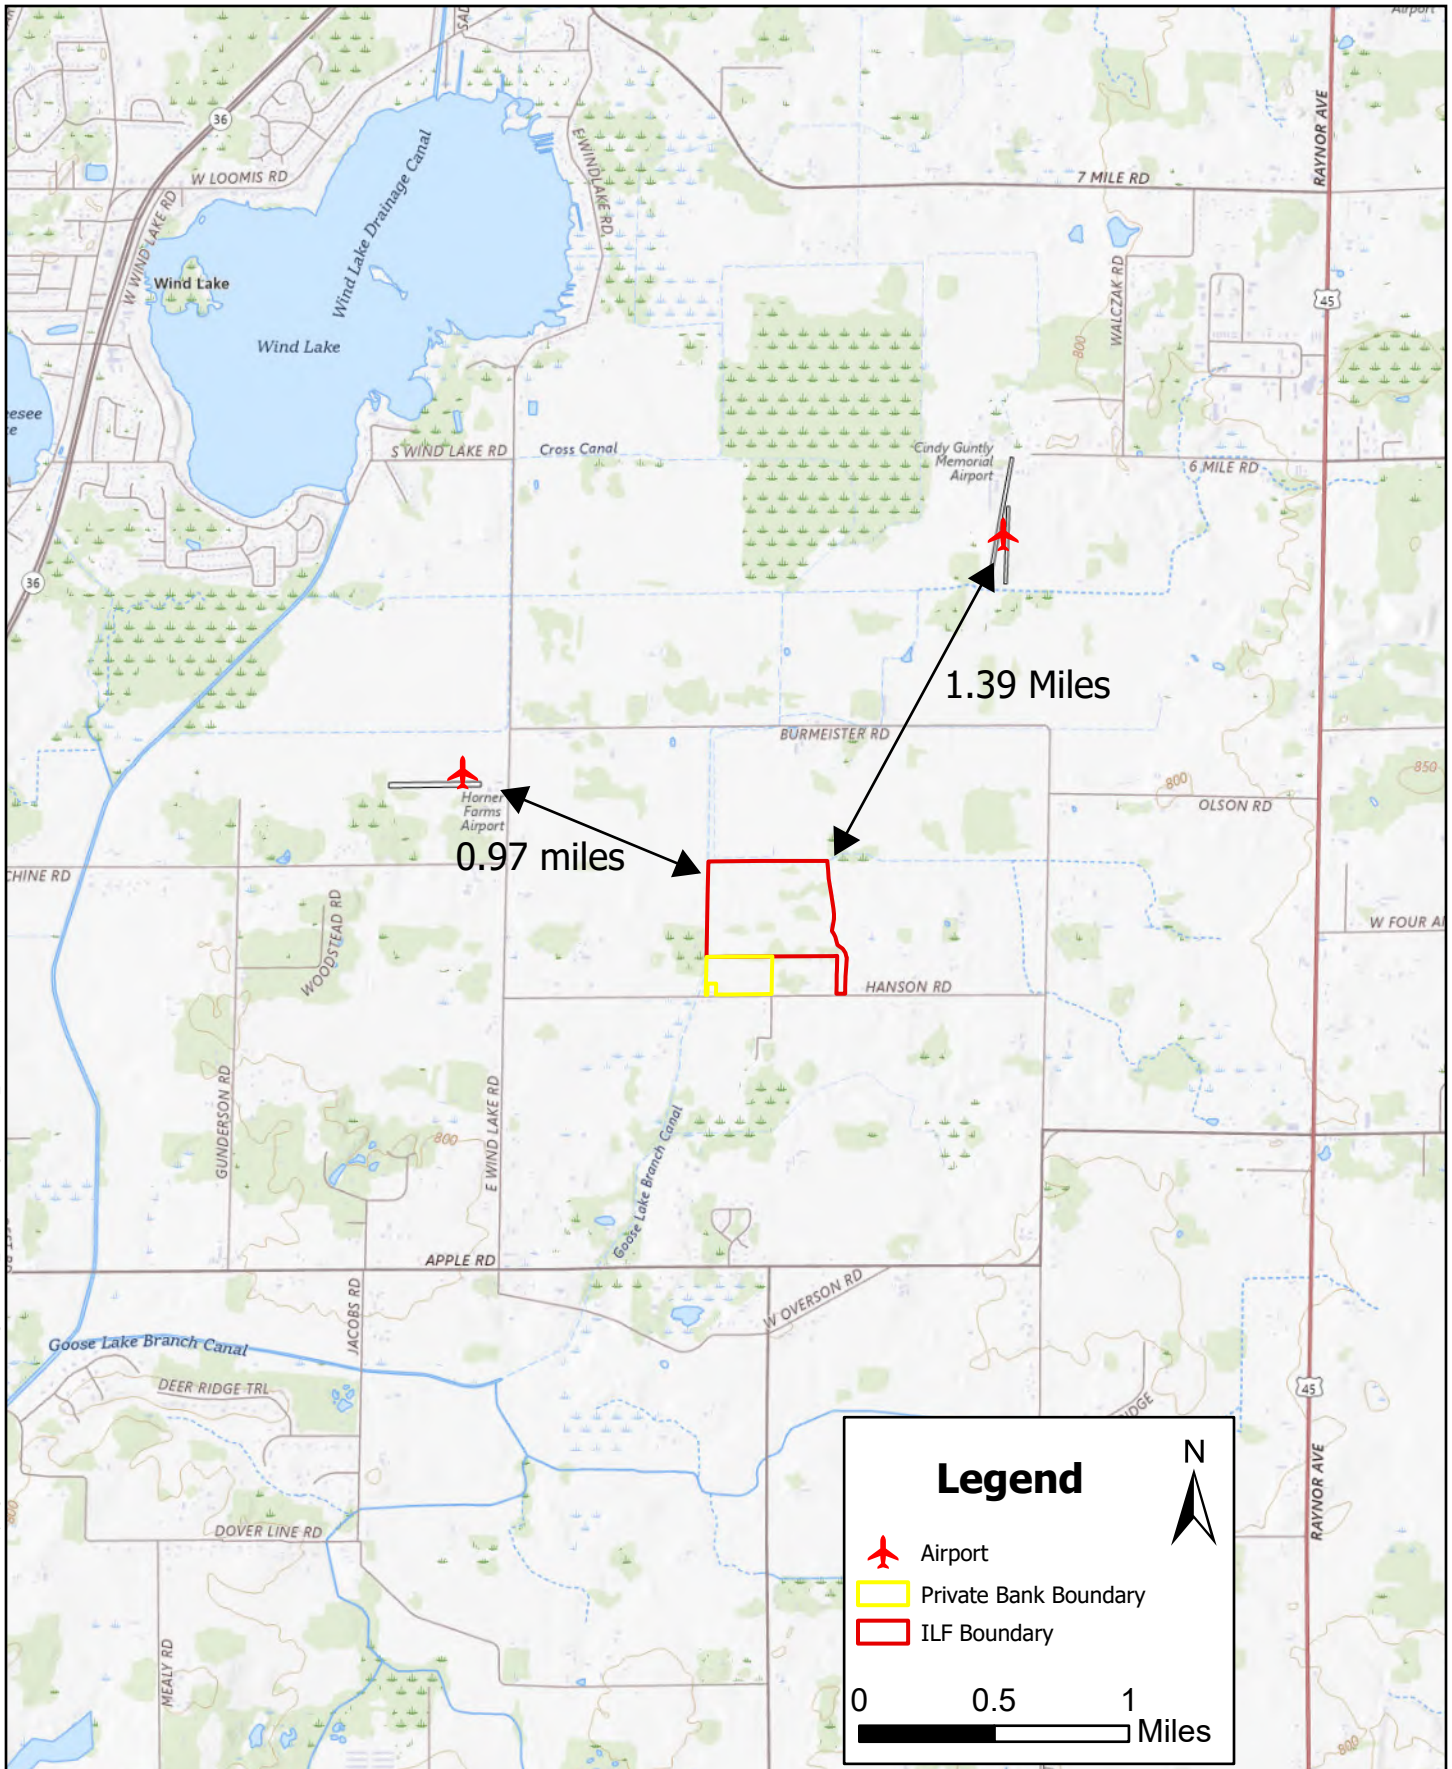 Airport
36
W LOOMIS RD
Wind Lake Drainage Canal
E WINDLAKE RD
7 MILE RD
RAYNOR AVE
W WIND LAKE RD
Wind Lake
Wind Lake
WALCZAK RD
45
800
S WIND LAKE RD
Cross Canal
Cindy Guntly
Memorial
Airport
6 MILE RD
36
1.39 Miles
BURMEISTER RD
850
800
OLSON RD
Horner
Farms
Airport
0.97 miles
CHINE RD
WOODSTEAD RD
W FOUR
HANSON RD
GUNDERSON RD
800
E WIND LAKE RD
Goose Lake Branch Canal
APPLE RD
JACOBS RD
W OVERSON RD
Goose Lake Branch Canal
DEER RIDGE TRL
45
RIDGE
RAYNOR AVE
800
DOVER LINE RD
MEALY RD
800
Legend
N
Airport
Private Bank Boundary
ILF Boundary
0 0.5 1
Miles